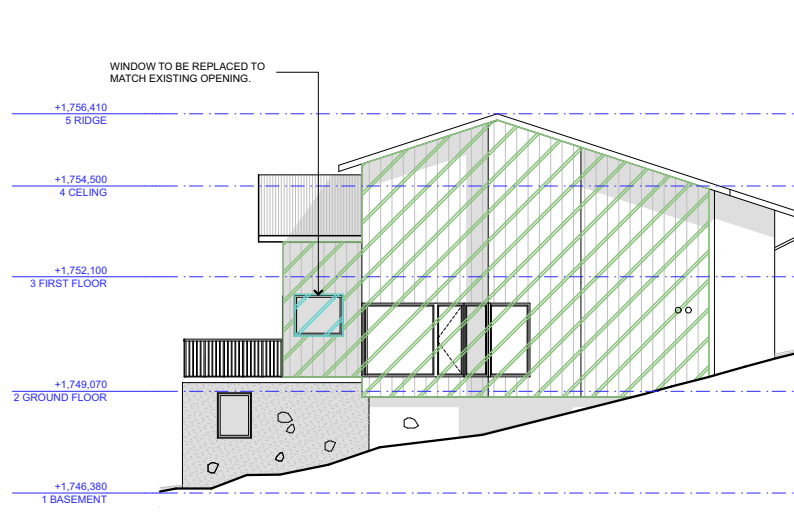 WINDOW TO BE REPLACED TO
MATCH EXISTING OPENING.
+1,756,410
5 RIDGE
+1,754,500
4 CELING
+1,752,100
3 FIRST FLOOR
+1,749,070
2 GROUND FLOOR
+1,746,380
1 BASEMENT